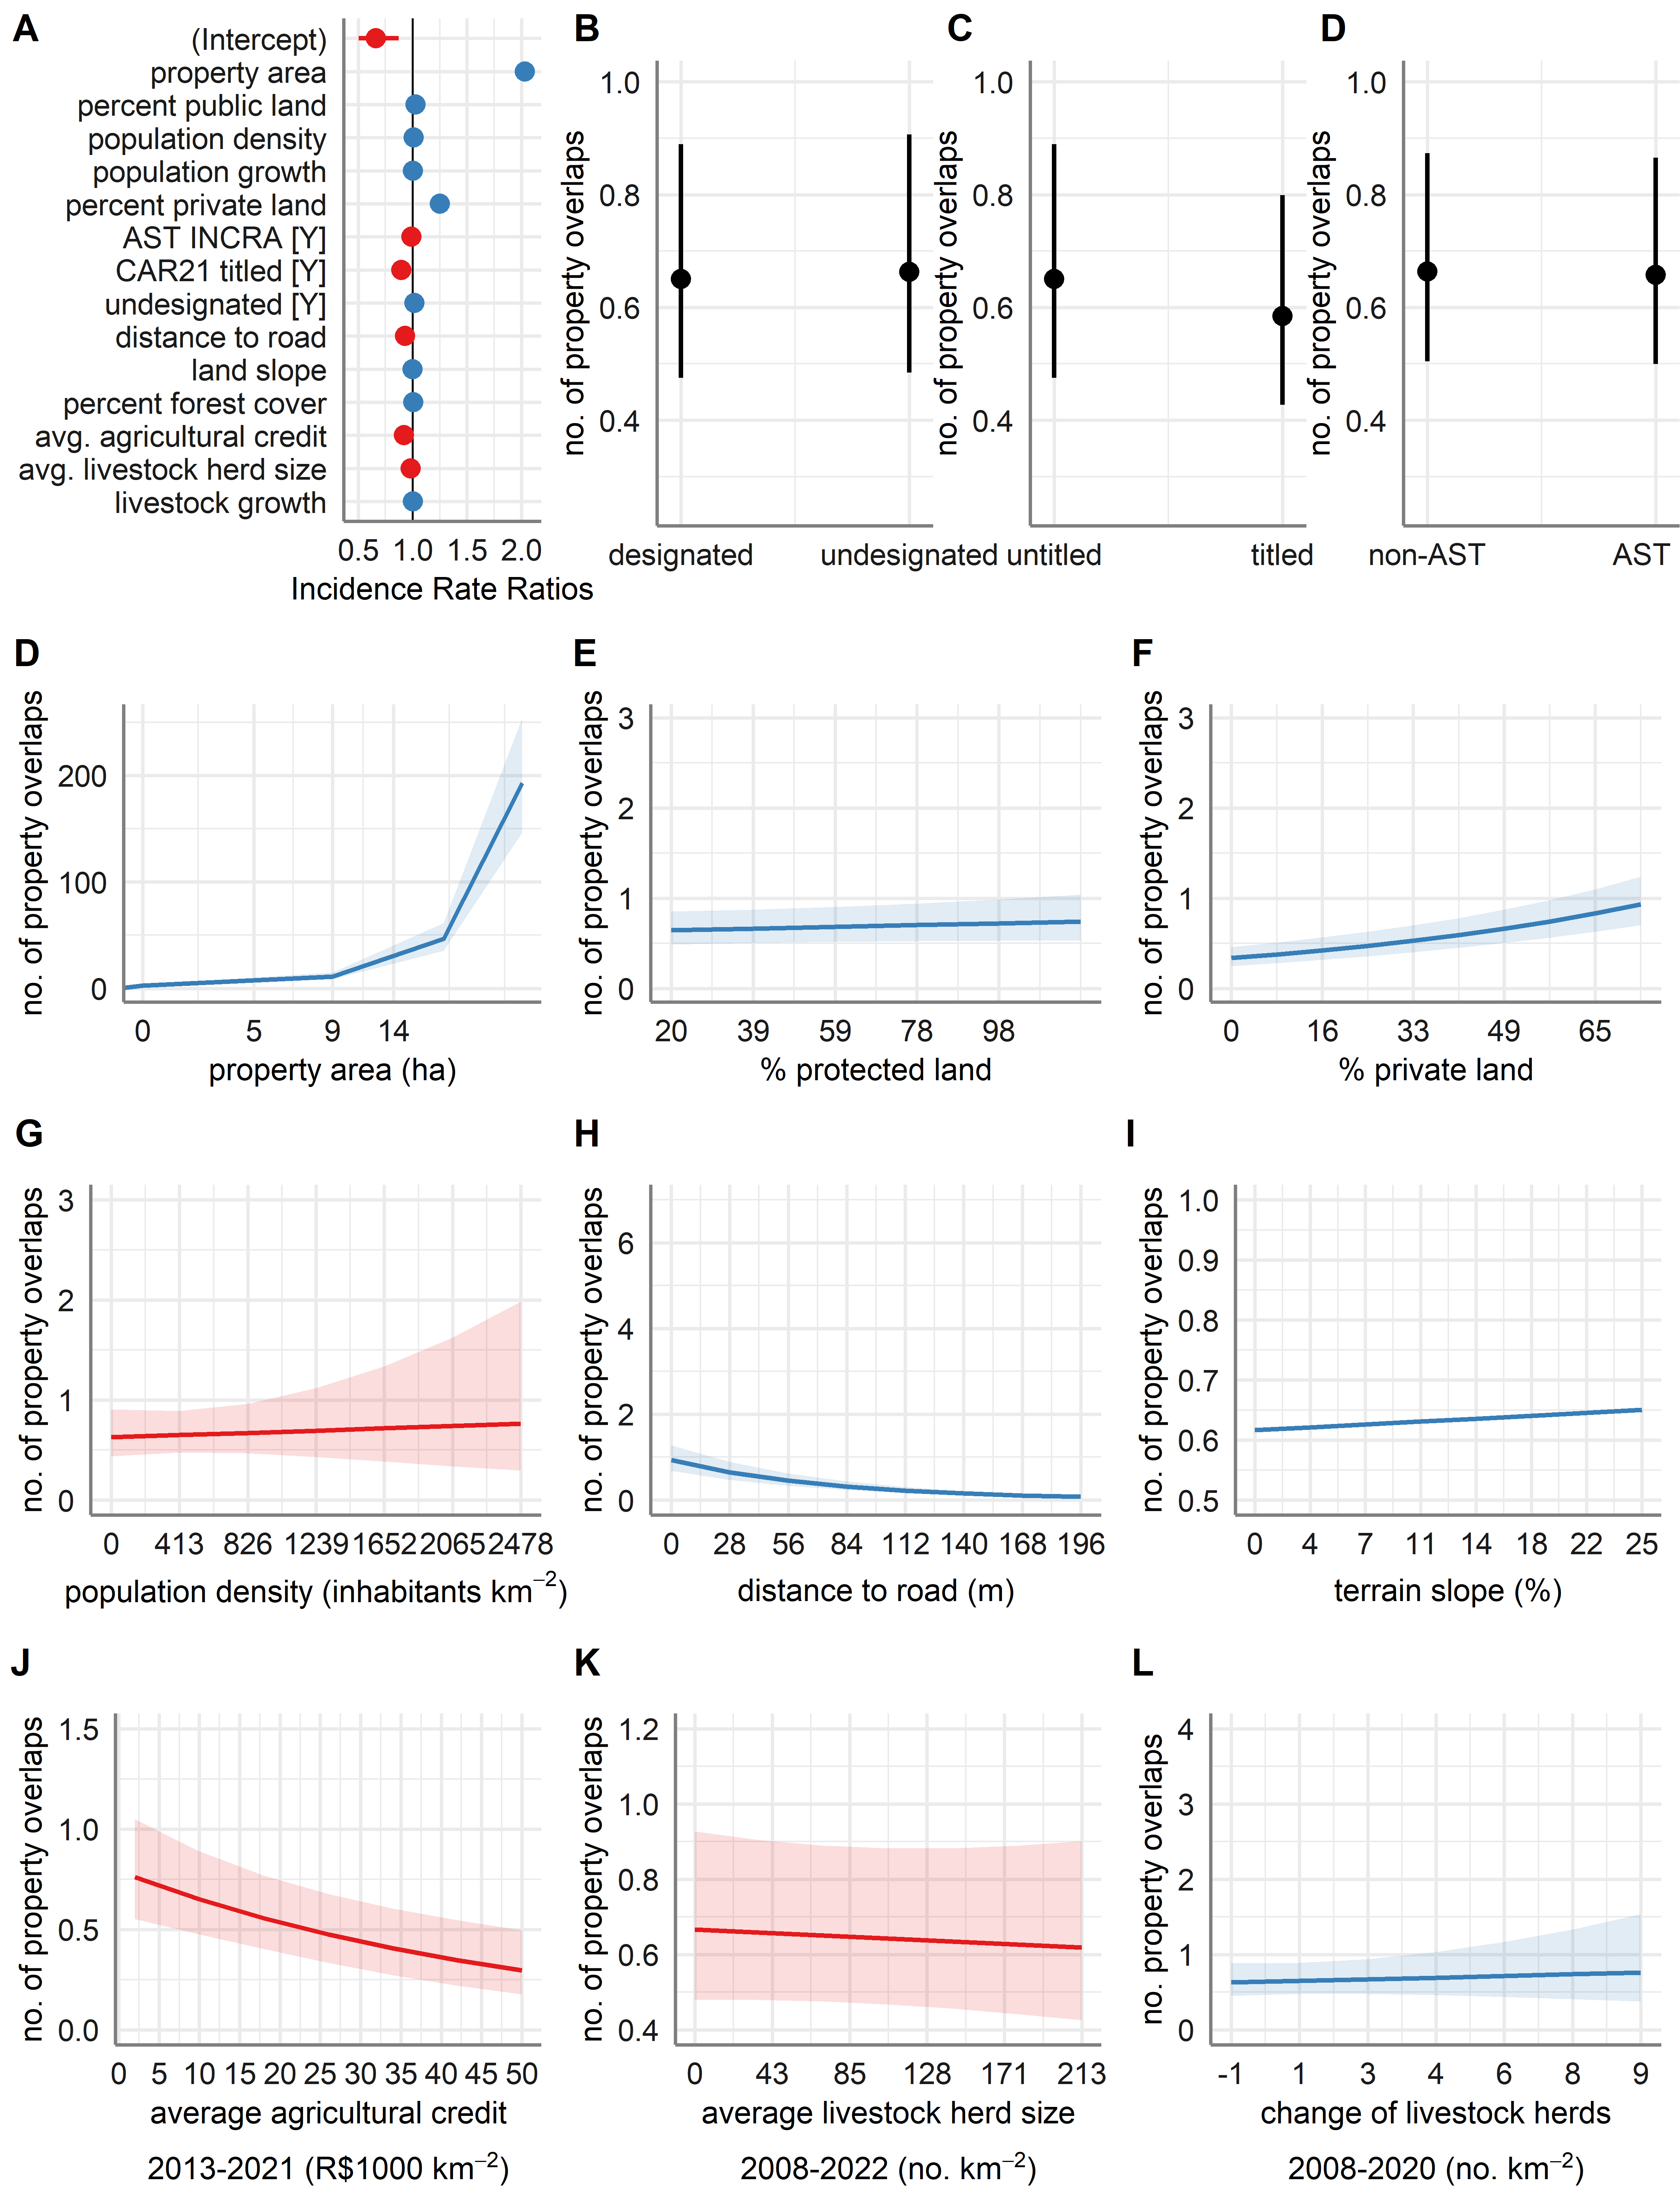 A
(Intercept)
property area
percent public land
population density
population growth
percent private land
AST INCRA [Y]
CAR21 titled [Y]
undesignated [Y]
distance to road
land slope
percent forest cover
avg. agricultural credit
avg. livestock herd size
livestock growth
0.5 1.0 1.5 2.0
Incidence Rate Ratios
B
no. of property overlaps
1.0
0.8
0.6
0.4
designated undesignated
C
no. of property overlaps
1.0
0.8
0.6
0.4
untitled titled
D
no. of property overlaps
1.0
0.8
0.6
0.4
non-AST AST
D
no. of property overlaps
200
100
0
0 5 9 14
property area (ha)
E
no. of property overlaps
3
2
1
0
20 39 59 78 98
% protected land
F
no. of property overlaps
3
2
1
0
0 16 33 49 65
% private land
G
no. of property overlaps
3
2
1
0
0 413 826 1239 1652 2065 2478
population density (inhabitants km⁻²)
H
no. of property overlaps
6
4
2
0
0 28 56 84 112 140 168 196
distance to road (m)
I
no. of property overlaps
1.0
0.9
0.8
0.7
0.6
0.5
0 4 7 11 14 18 22 25
terrain slope (%)
J
no. of property overlaps
1.5
1.0
0.5
0.0
0 5 10 15 20 25 30 35 40 45 50
average agricultural credit
2013-2021 (R$1000 km⁻²)
K
no. of property overlaps
1.2
1.0
0.8
0.6
0.4
0 43 85 128 171 213
average livestock herd size
2008-2022 (no. km⁻²)
L
no. property overlaps
4
3
2
1
0
-1 1 3 4 6 8 9
change of livestock herds
2008-2020 (no. km⁻²)